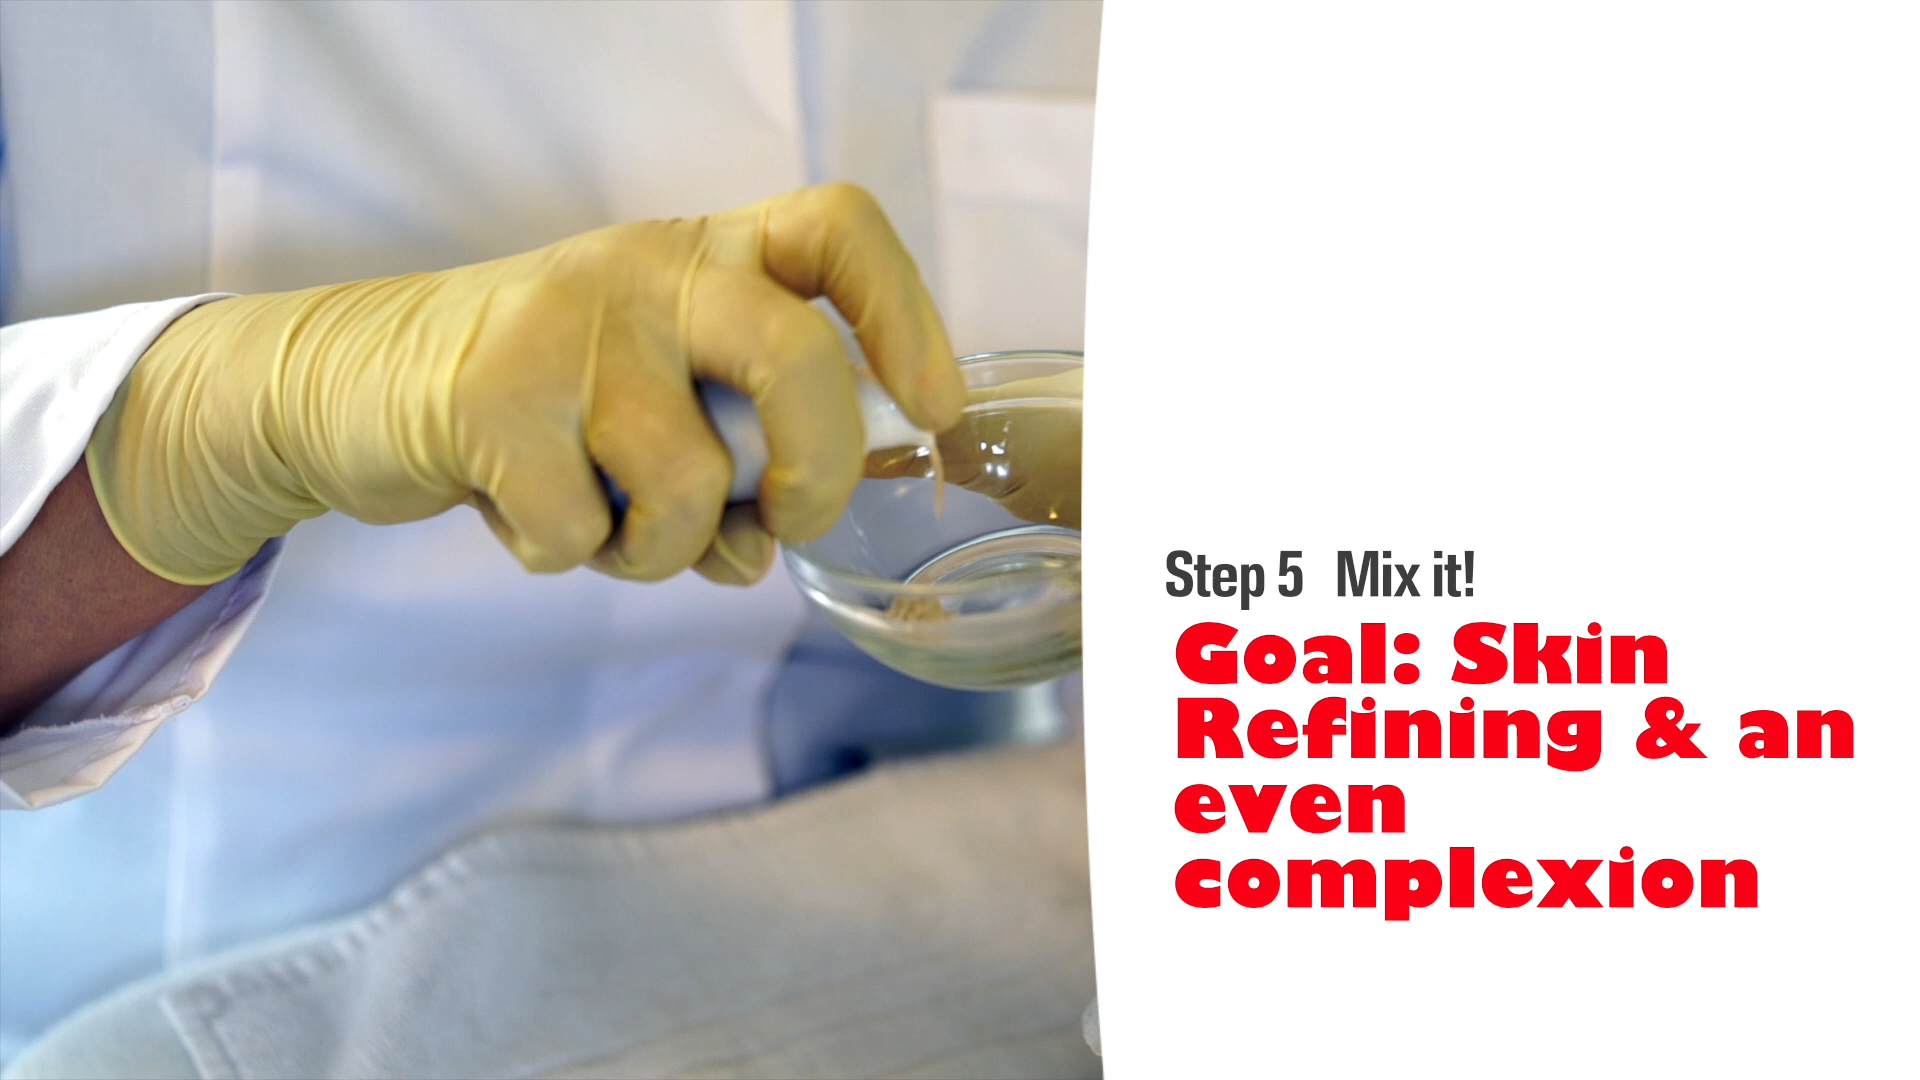 Step 5 Mix it!
Goal: Skin
Refining & an
even
complexion